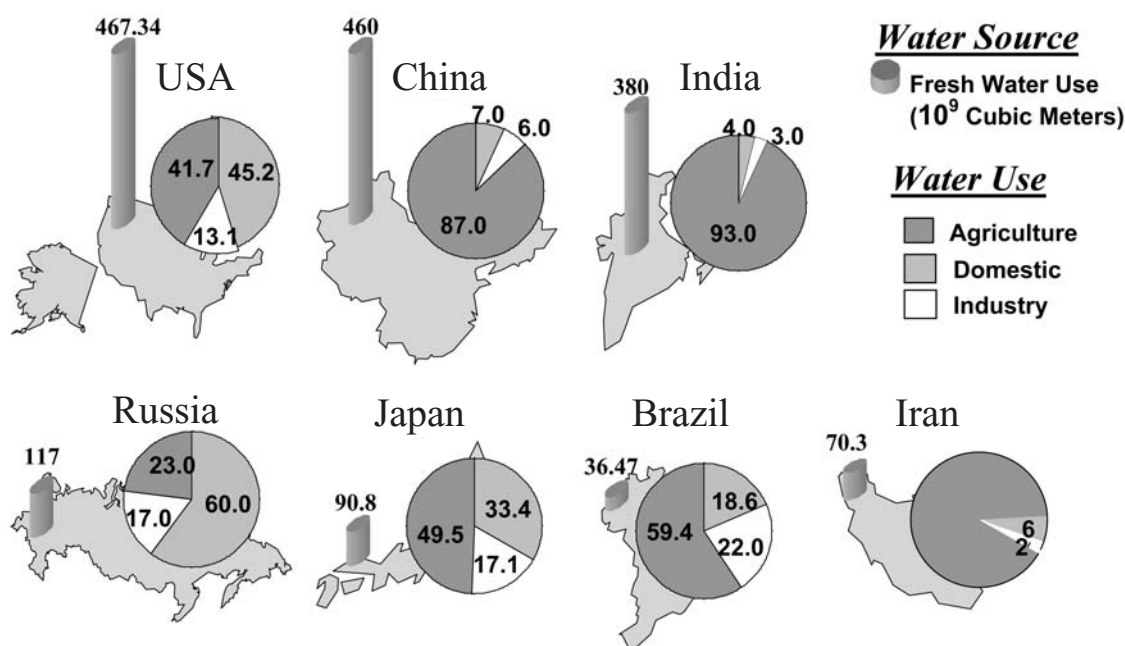 467.34
USA
41.7
45.2
13.1
460
China
7.0
6.0
87.0
380
India
4.0
3.0
93.0
Water Source
Fresh Water Use
(10⁹ Cubic Meters)
Water Use
Agriculture
Domestic
Industry
Russia
117
23.0
60.0
17.0
Japan
90.8
49.5
33.4
17.1
Brazil
36.47
59.4
18.6
22.0
Iran
70.3
6
2